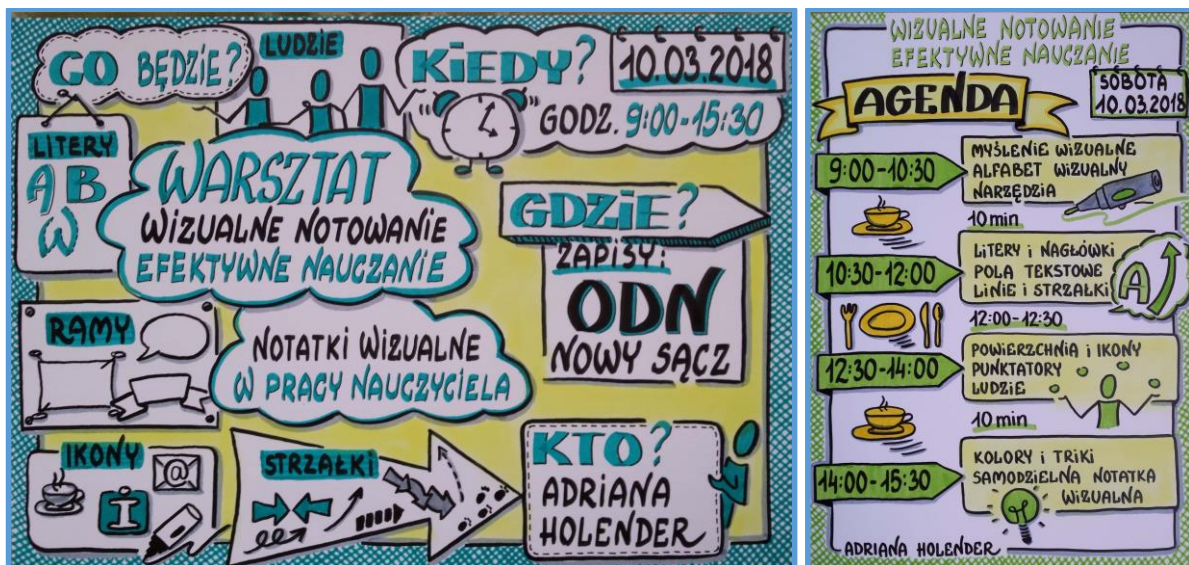 CO BĘDZIE?
LUDZIE
KIEDY?
10.03.2018
GODZ. 9:00-15:30
LITERY
A B
W
WARSZTAT
WIZUALNE NOTOWANIE
EFEKTYWNE NAUCZANIE
GDZIE?
ZAPISY:
ODN
NOWY SĄCZ
RAMY
NOTATKI WIZUALNE
W PRACY NAUCZYCIELA
IKONY
@
I
STRZAŁKI
KTO?
ADRIANA
HOLENDER
WIZUALNE NOTOWANIE
EFEKTYWNE NAUCZANIE
AGENDA
SOBOTA
10.03.2018
9:00-10:30
MYŚLENIE WIZUALNE
ALFABET WIZUALNY
NARZĘDZIA
10 min
10:30-12:00
LITERY i NAGŁÓWKI
POLA TEKSTOWE
LINIE i STRZAŁKI
A
12:00-12:30
12:30-14:00
POWIERZCHNIA i IKONY
PUNKTATORY
LUDZIE
10 min
14:00-15:30
KOLORY i TRIKI
SAMODZIELNA NOTATKA
WIZUALNA
ADRIANA HOLENDER